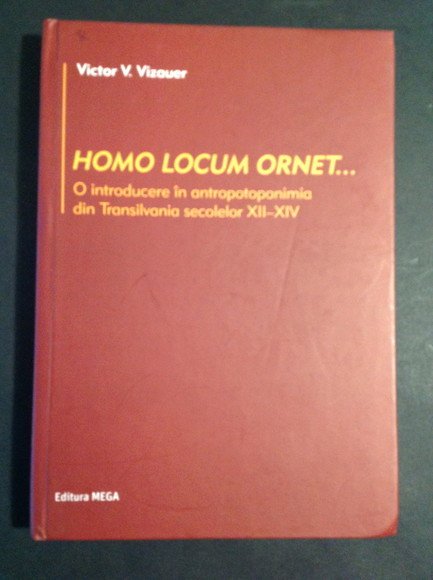 Victor V. Vizauer
HOMO LOCUM ORNET...
O introducere în antropotoponimia
din Transilvania secolelor XII–XIV
Editura MEGA